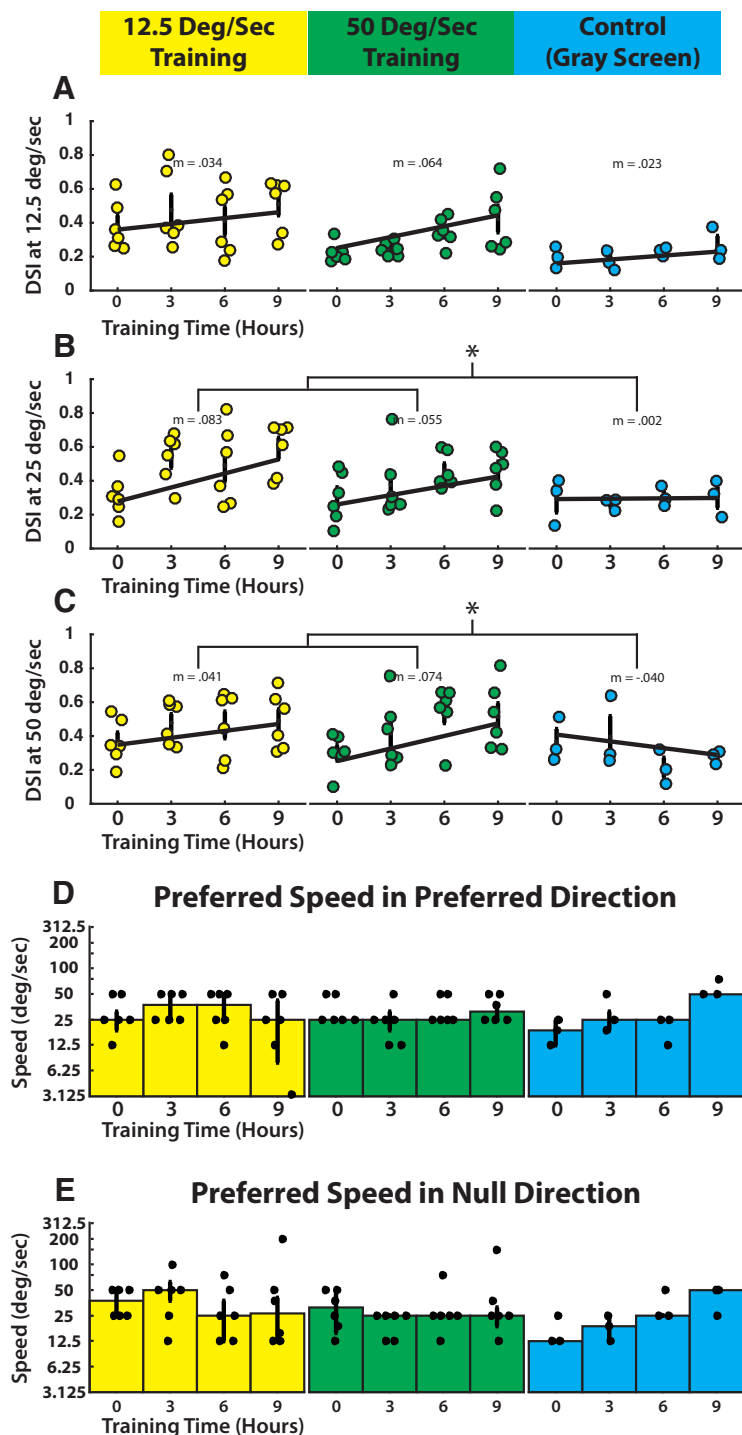 12.5 Deg/Sec Training
50 Deg/Sec Training
Control (Gray Screen)
A
DSI at 12.5 deg/sec
1
0.8
0.6
0.4
0.2
0
m = .034
m = .064
m = .023
0 3 6 9 0 3 6 9 0 3 6 9
Training Time (Hours)
B
*
DSI at 25 deg/sec
1
0.8
0.6
0.4
0.2
0
m = .083
m = .055
m = .002
0 3 6 9 0 3 6 9 0 3 6 9
Training Time (Hours)
C
*
DSI at 50 deg/sec
1
0.8
0.6
0.4
0.2
0
m = .041
m = .074
m = -.040
0 3 6 9 0 3 6 9 0 3 6 9
Training Time (Hours)
D
Preferred Speed in Preferred Direction
Speed (deg/sec)
312.5
200
100
50
25
12.5
6.25
3.125
0 3 6 9 0 3 6 9 0 3 6 9
Training Time (Hours)
E
Preferred Speed in Null Direction
Speed (deg/sec)
312.5
200
100
50
25
12.5
6.25
3.125
0 3 6 9 0 3 6 9 0 3 6 9
Training Time (Hours)